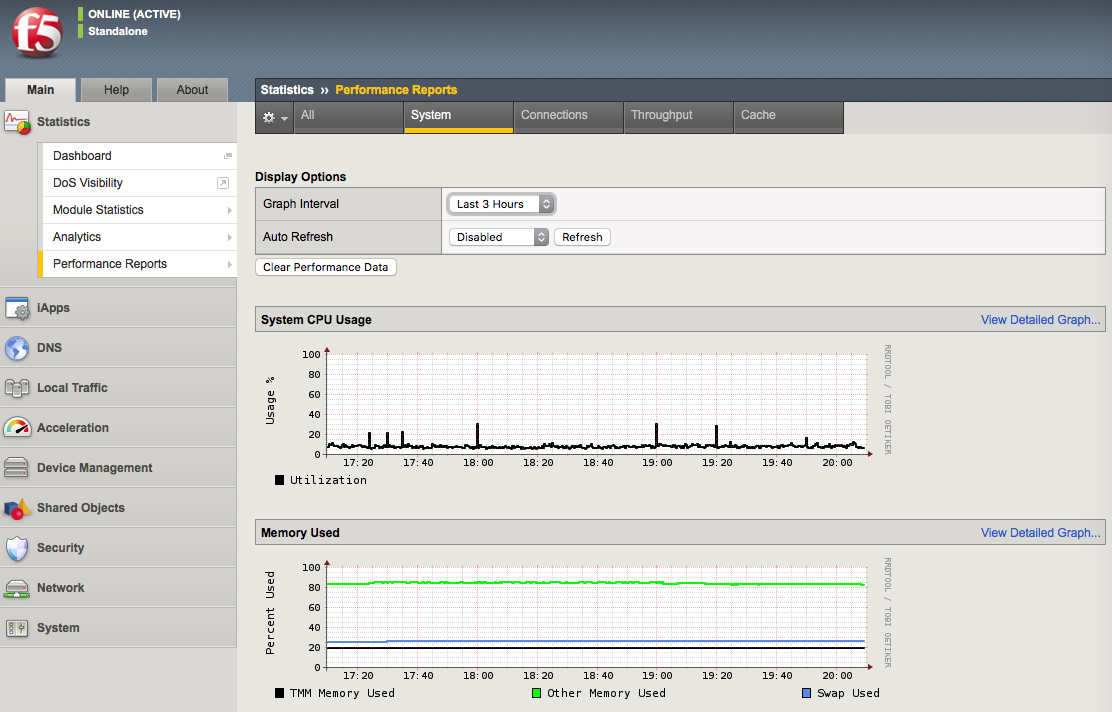 f5
ONLINE (ACTIVE)
Standalone
Main
Help
About
Statistics
Dashboard
DoS Visibility
Module Statistics
Analytics
Performance Reports
iApps
DNS
Local Traffic
Acceleration
Device Management
Shared Objects
Security
Network
System
Statistics ›› Performance Reports
All
System
Connections
Throughput
Cache
Display Options
Graph Interval
Last 3 Hours
Auto Refresh
Disabled
Refresh
Clear Performance Data
System CPU Usage
View Detailed Graph...
Usage %
100
80
60
40
20
0
17:20 17:40 18:00 18:20 18:40 19:00 19:20 19:40 20:00
Utilization
RRDTOOL / TOBI OETIKER
Memory Used
View Detailed Graph...
Percent Used
100
80
60
40
20
0
17:20 17:40 18:00 18:20 18:40 19:00 19:20 19:40 20:00
TMM Memory Used Other Memory Used Swap Used
RRDTOOL / TOBI OETIKER